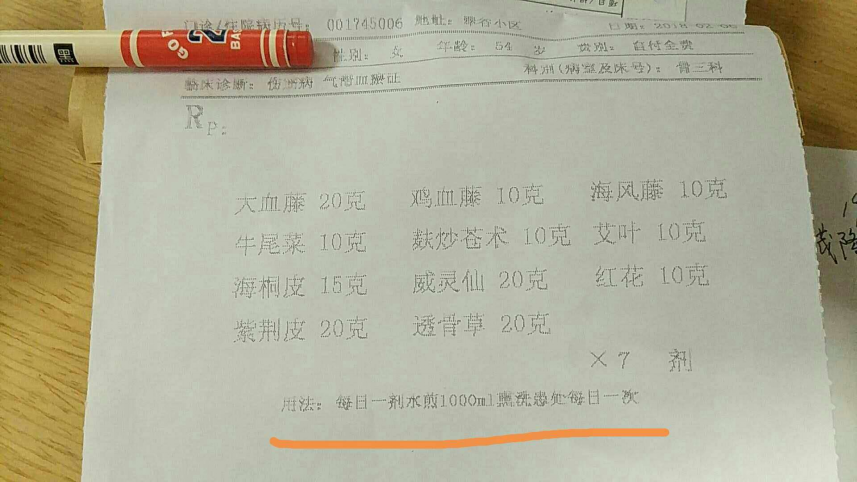 门诊/住院病历号: 001745006 地址: 翠谷小区 日期: 2018-02-06
性别: 女 年龄: 54 岁 费别: 自付全费
临床诊断: 伤筋病 气滞血瘀证 科别(病室及床号): 骨三科
RP:
大血藤 20克 鸡血藤 10克 海风藤 10克
牛尾菜 10克 麸炒苍术 10克 艾叶 10克
海桐皮 15克 威灵仙 20克 红花 10克
紫荆皮 20克 透骨草 20克
×7 剂
用法: 每日一剂水煎1000ml熏洗患处每日一次
黑
2